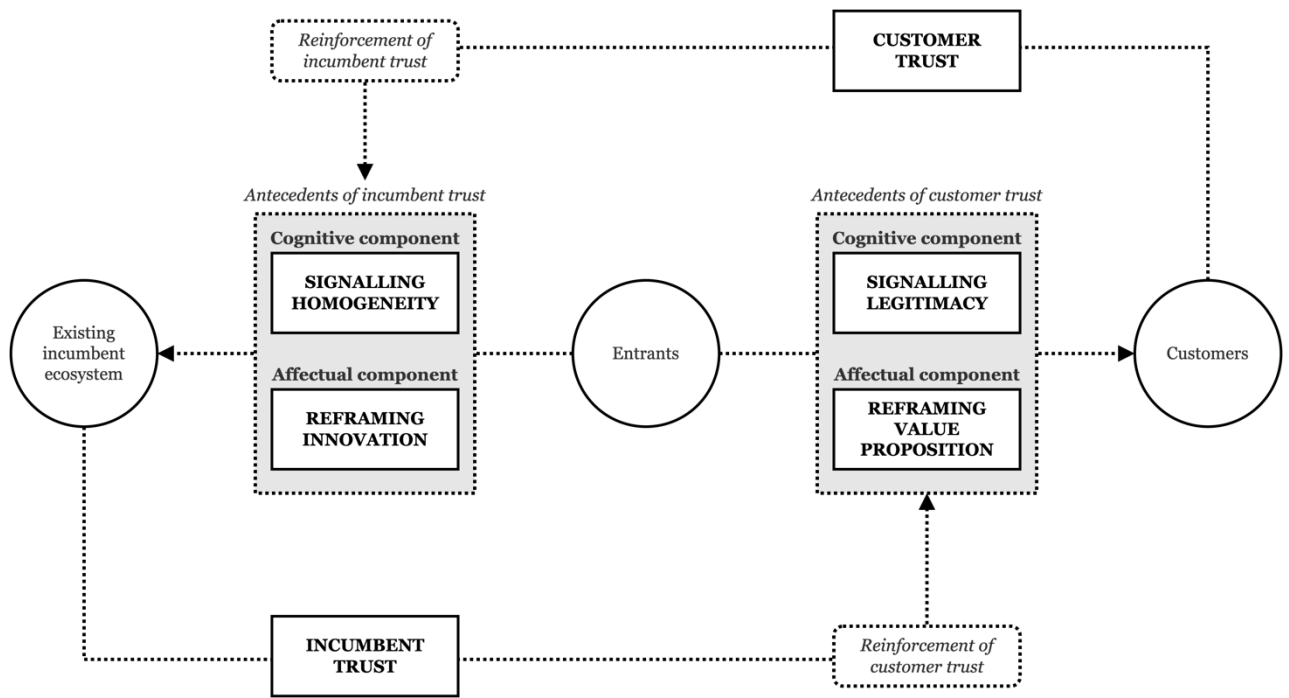 Reinforcement of
incumbent trust
CUSTOMER
TRUST
Antecedents of incumbent trust
Cognitive component
SIGNALLING
HOMOGENEITY
Affectual component
REFRAMING
INNOVATION
Antecedents of customer trust
Cognitive component
SIGNALLING
LEGITIMACY
Affectual component
REFRAMING
VALUE
PROPOSITION
Existing
incumbent
ecosystem
Entrants
Customers
INCUMBENT
TRUST
Reinforcement of
customer trust